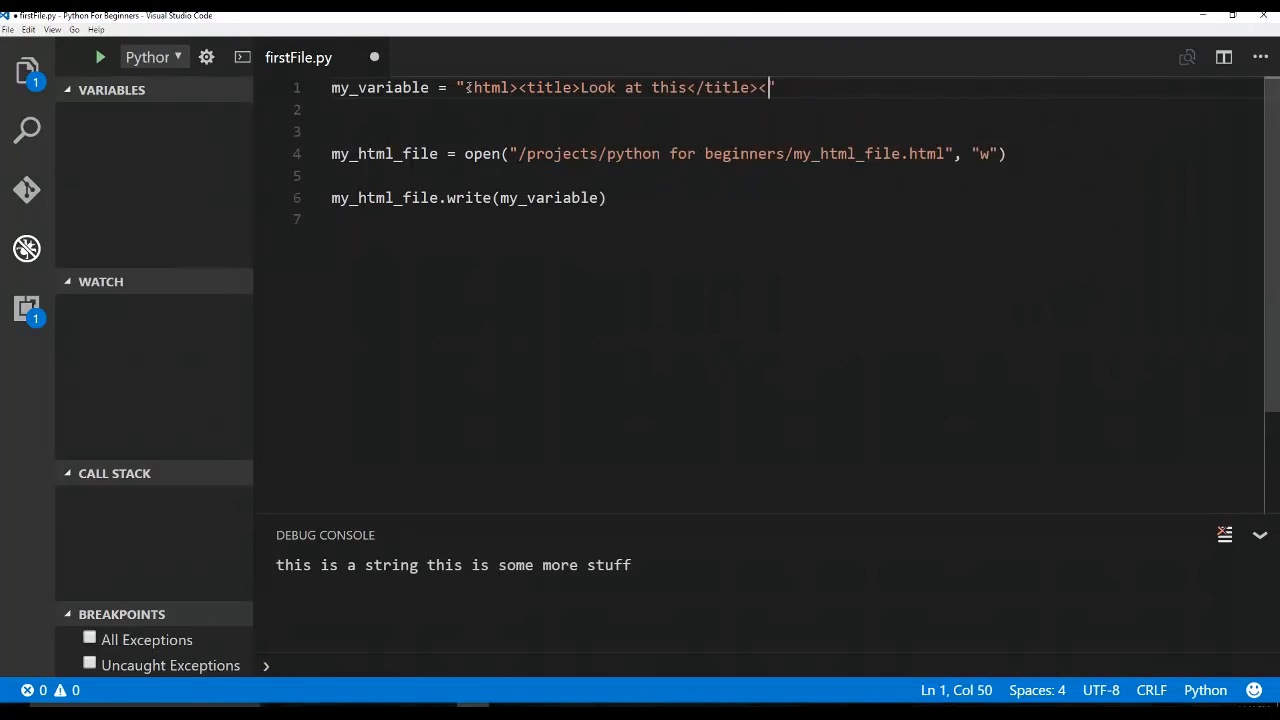 ● firstFile.py - Python For Beginners - Visual Studio Code
File Edit View Go Help
Python
firstFile.py
1
VARIABLES
1 my_variable = "<html><title>Look at this</title><"
2
3
4 my_html_file = open("/projects/python for beginners/my_html_file.html", "w")
5
6 my_html_file.write(my_variable)
7
WATCH
1
CALL STACK
DEBUG CONSOLE
this is a string this is some more stuff
BREAKPOINTS
All Exceptions
Uncaught Exceptions
0 0
Ln 1, Col 50 Spaces: 4 UTF-8 CRLF Python